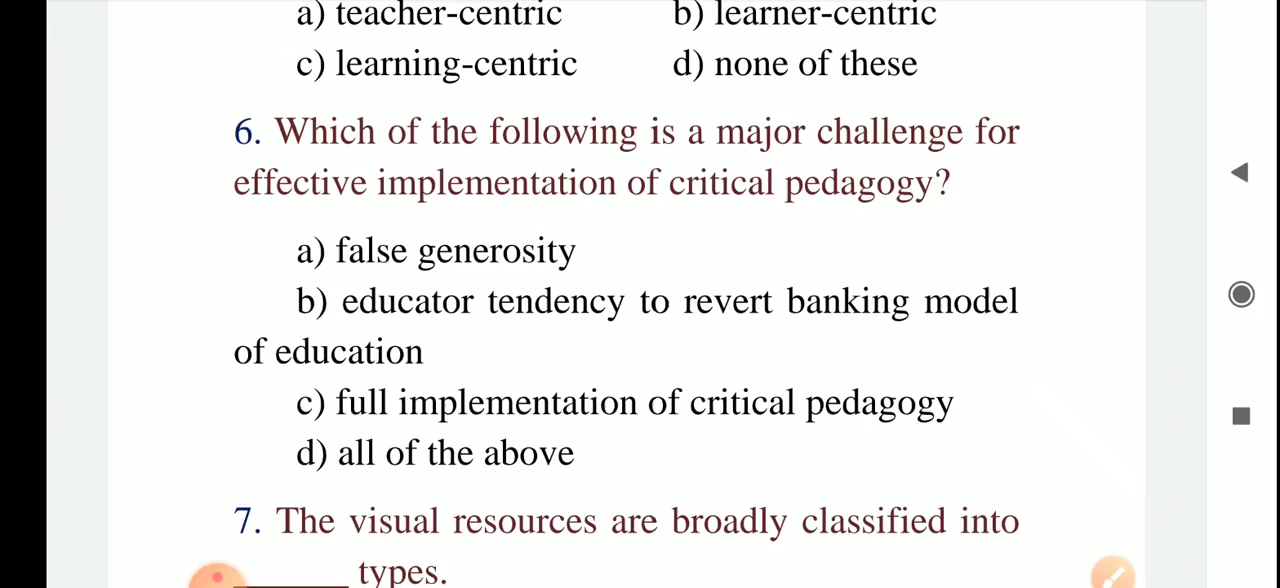 a) teacher-centric b) learner-centric
c) learning-centric d) none of these
6. Which of the following is a major challenge for
effective implementation of critical pedagogy?
a) false generosity
b) educator tendency to revert banking model
of education
c) full implementation of critical pedagogy
d) all of the above
7. The visual resources are broadly classified into
______ types.